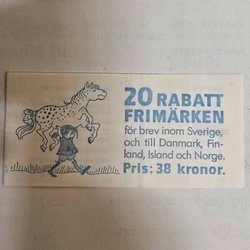 20 RABATT
FRIMÄRKEN
för brev inom Sverige,
och till Danmark, Fin-
land, Island och Norge.
Pris: 38 kronor.